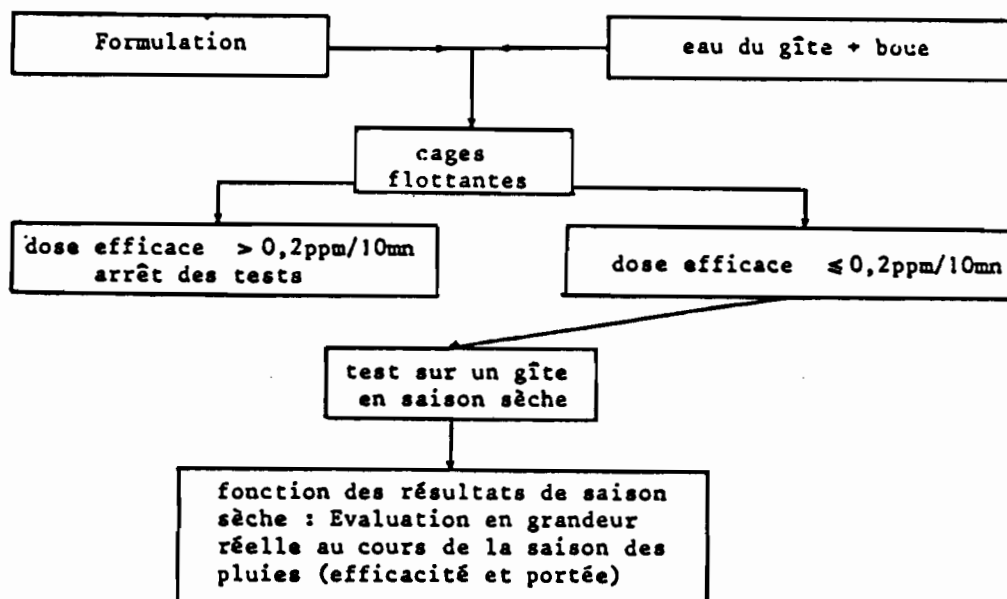 Formulation
eau du gîte + boue
cages
flottantes
dose efficace > 0,2ppm/10mn
arrêt des tests
dose efficace ⩽ 0,2ppm/10mn
test sur un gîte
en saison sèche
fonction des résultats de saison
sèche : Evaluation en grandeur
réelle au cours de la saison des
pluies (efficacité et portée)